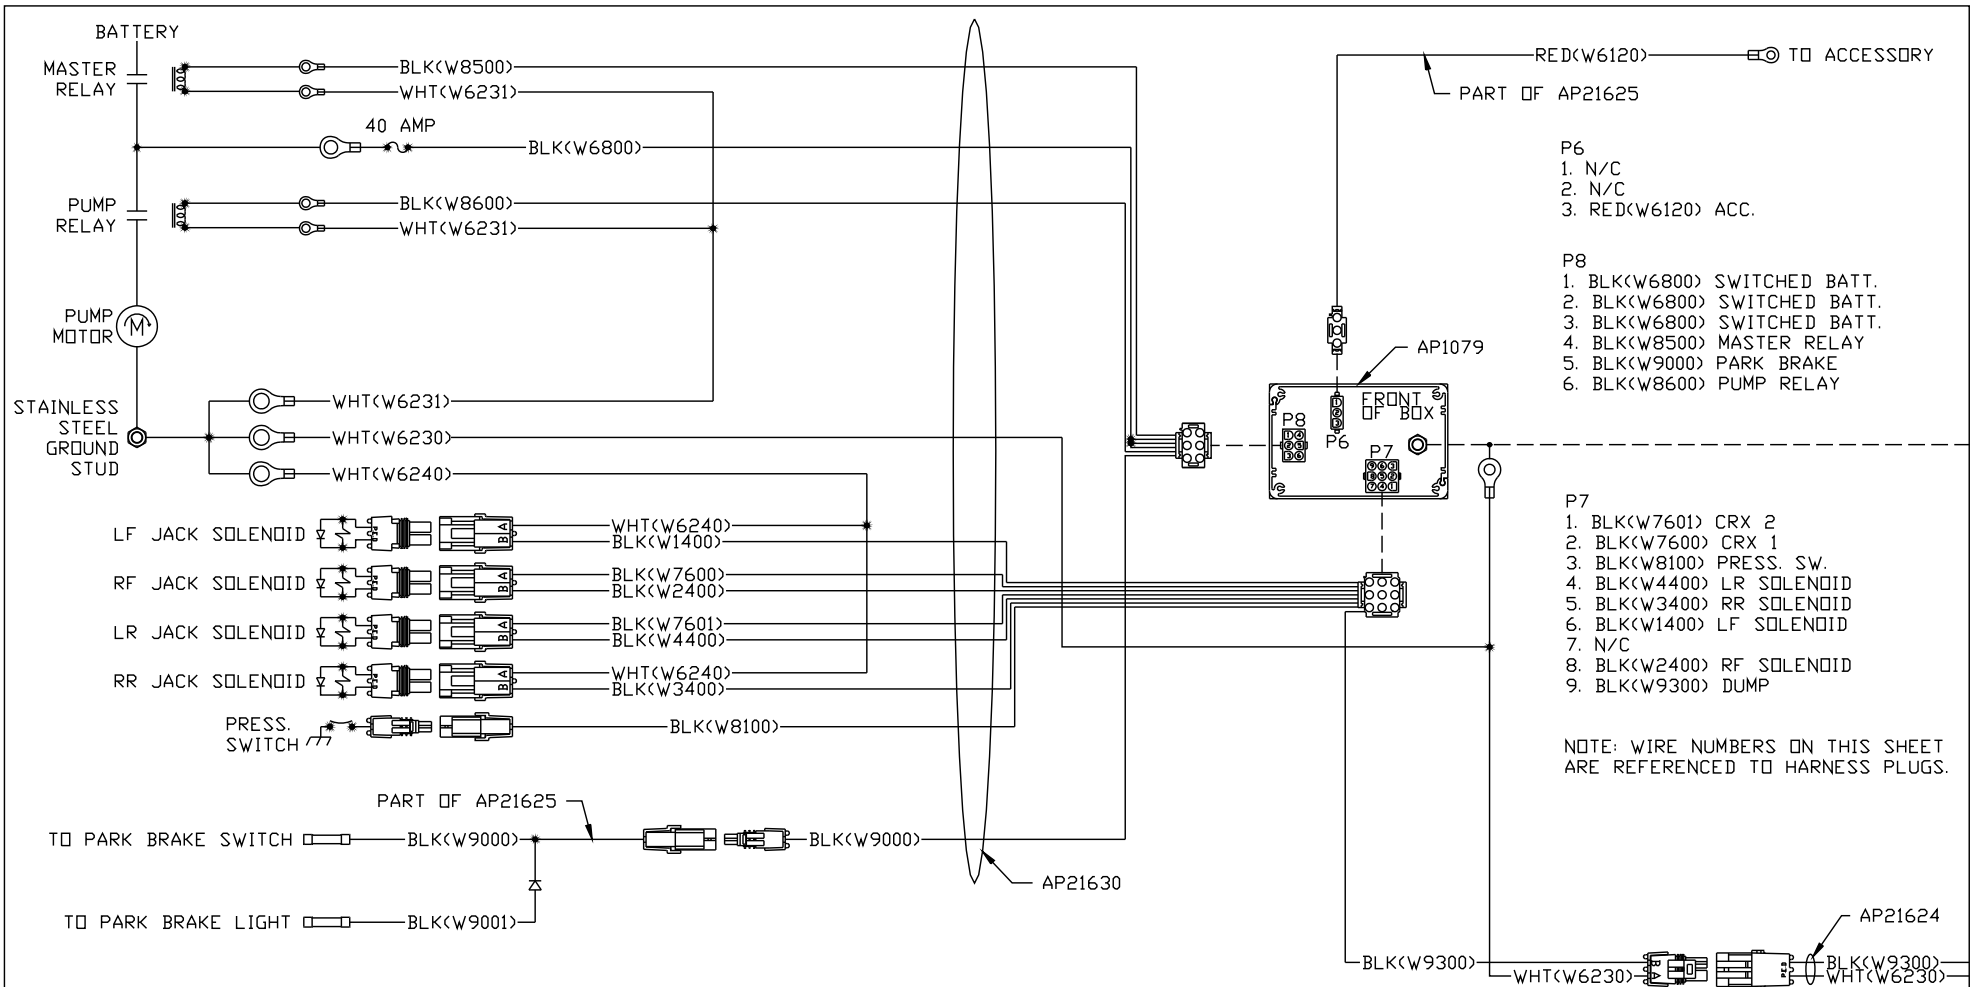 BATTERY
MASTER
RELAY
BLK(W8500)
WHT(W6231)
40 AMP
BLK(W6800)
PUMP
RELAY
BLK(W8600)
WHT(W6231)
PUMP
MOTOR
M
STAINLESS
STEEL
GROUND
STUD
WHT(W6231)
WHT(W6230)
WHT(W6240)
LF JACK SOLENOID
A
B
WHT(W6240)
BLK(W1400)
RF JACK SOLENOID
A
B
BLK(W7600)
BLK(W2400)
LR JACK SOLENOID
A
B
BLK(W7601)
BLK(W4400)
RR JACK SOLENOID
A
B
WHT(W6240)
BLK(W3400)
PRESS.
SWITCH
BLK(W8100)
PART OF AP21625
TO PARK BRAKE SWITCH
BLK(W9000)
BLK(W9000)
TO PARK BRAKE LIGHT
BLK(W9001)
AP21630
RED(W6120)
TO ACCESSORY
PART OF AP21625
AP1079
FRONT
OF BOX
P8
P6
P7
P6
1. N/C
2. N/C
3. RED(W6120) ACC.
P8
1. BLK(W6800) SWITCHED BATT.
2. BLK(W6800) SWITCHED BATT.
3. BLK(W6800) SWITCHED BATT.
4. BLK(W8500) MASTER RELAY
5. BLK(W9000) PARK BRAKE
6. BLK(W8600) PUMP RELAY
P7
1. BLK(W7601) CRX 2
2. BLK(W7600) CRX 1
3. BLK(W8100) PRESS. SW.
4. BLK(W4400) LR SOLENOID
5. BLK(W3400) RR SOLENOID
6. BLK(W1400) LF SOLENOID
7. N/C
8. BLK(W2400) RF SOLENOID
9. BLK(W9300) DUMP
NOTE: WIRE NUMBERS ON THIS SHEET
ARE REFERENCED TO HARNESS PLUGS.
AP21624
BLK(W9300)
WHT(W6230)
B
A
BLK(W9300)
WHT(W6230)